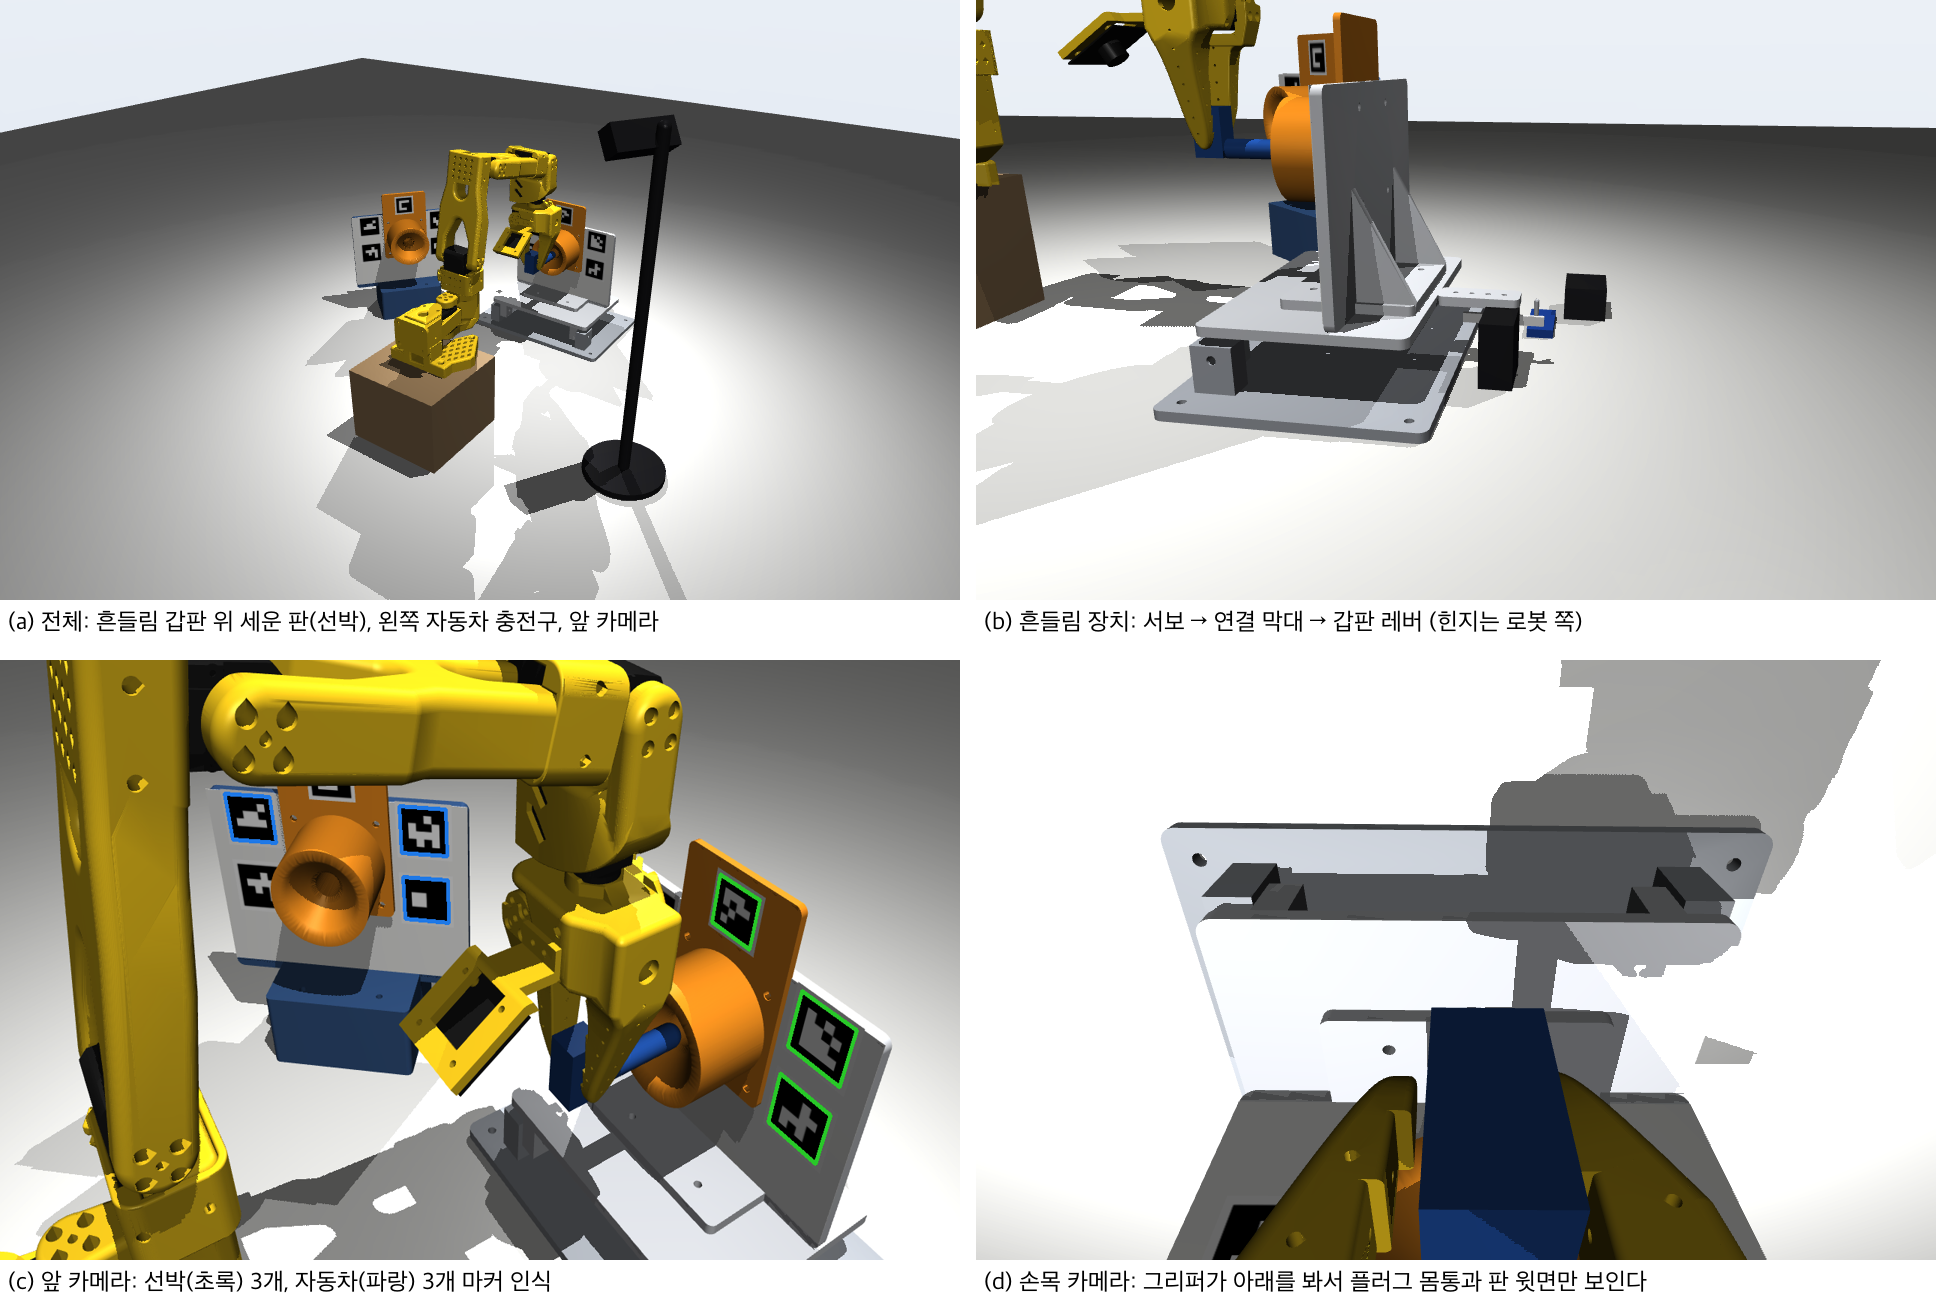 (a) 전체: 흔들림 갑판 위 세운 판(선박), 왼쪽 자동차 충전구, 앞 카메라
(b) 흔들림 장치: 서보 → 연결 막대 → 갑판 레버 (힌지는 로봇 쪽)
(c) 앞 카메라: 선박(초록) 3개, 자동차(파랑) 3개 마커 인식
(d) 손목 카메라: 그리퍼가 아래를 봐서 플러그 몸통과 판 윗면만 보인다